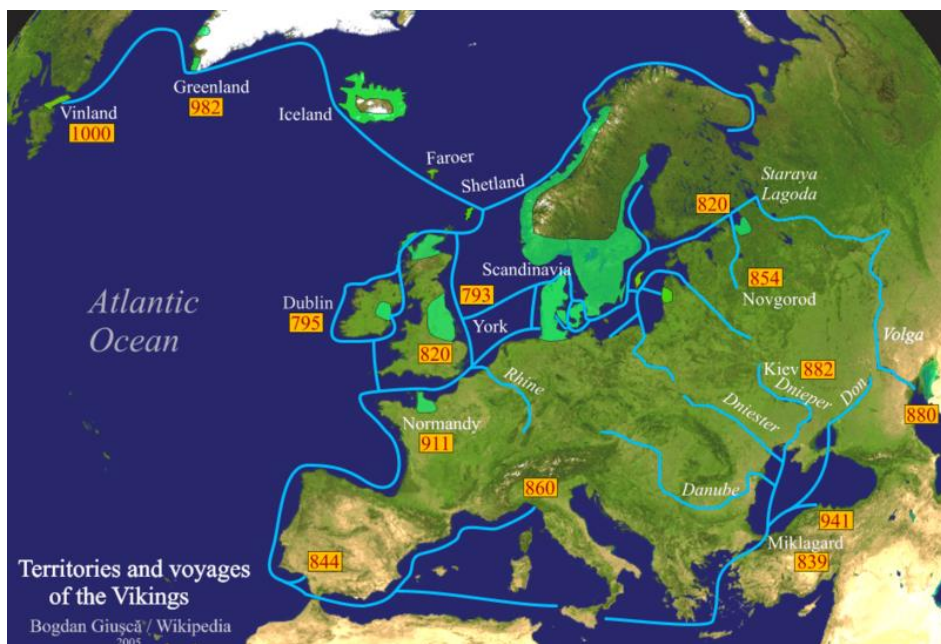 Greenland
982
Vinland
1000
Iceland
Faroer
Shetland
Staraya
Lagoda
820
Scandinavia
793
854
Novgorod
Atlantic
Ocean
Dublin
795
York
820
Volga
Kiev 882
Rhine
Dnieper
Don
Dniester
880
Normandy
911
860
Danube
941
Miklagard
839
844
Territories and voyages
of the Vikings
Bogdan Giuşcă / Wikipedia
2005